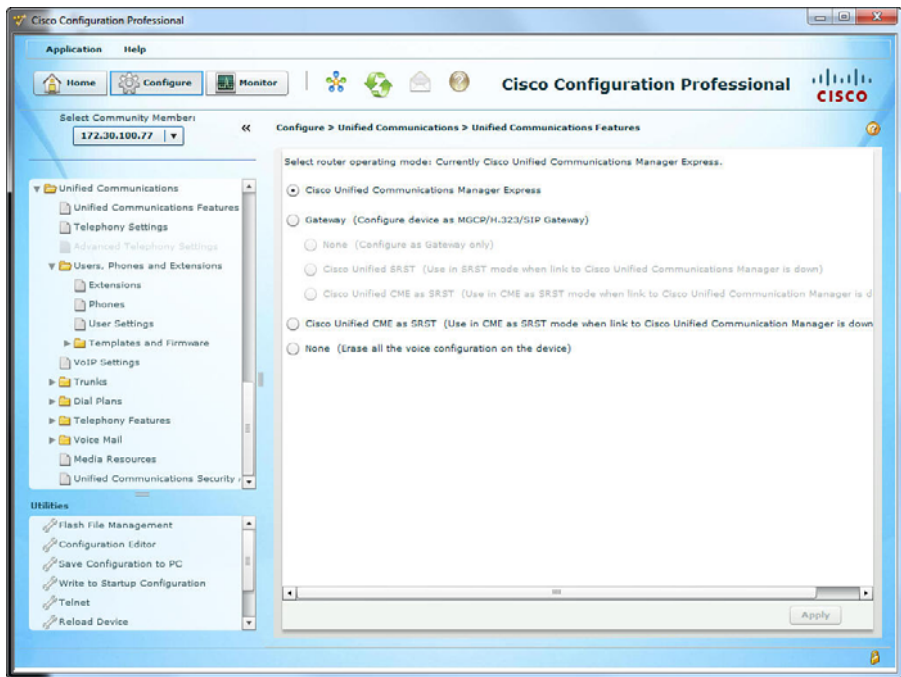 Cisco Configuration Professional
Application Help
Home Configure Monitor Cisco Configuration Professional CISCO
Select Community Member:
172.30.100.77
«
Configure > Unified Communications > Unified Communications Features
Unified Communications
Unified Communications Features
Telephony Settings
Advanced Telephony Settings
Users, Phones and Extensions
Extensions
Phones
User Settings
Templates and Firmware
VoIP Settings
Trunks
Dial Plans
Telephony Features
Voice Mail
Media Resources
Unified Communications Security
Utilities
Flash File Management
Configuration Editor
Save Configuration to PC
Write to Startup Configuration
Telnet
Reload Device
Select router operating mode: Currently Cisco Unified Communications Manager Express.
Cisco Unified Communications Manager Express
Gateway (Configure device as MGCP/H.323/SIP Gateway)
None (Configure as Gateway only)
Cisco Unified SRST (Use in SRST mode when link to Cisco Unified Communications Manager is down)
Cisco Unified CME as SRST (Use in CME as SRST mode when link to Cisco Unified Communication Manager is d
Cisco Unified CME as SRST (Use in CME as SRST mode when link to Cisco Unified Communication Manager is down
None (Erase all the voice configuration on the device)
Apply